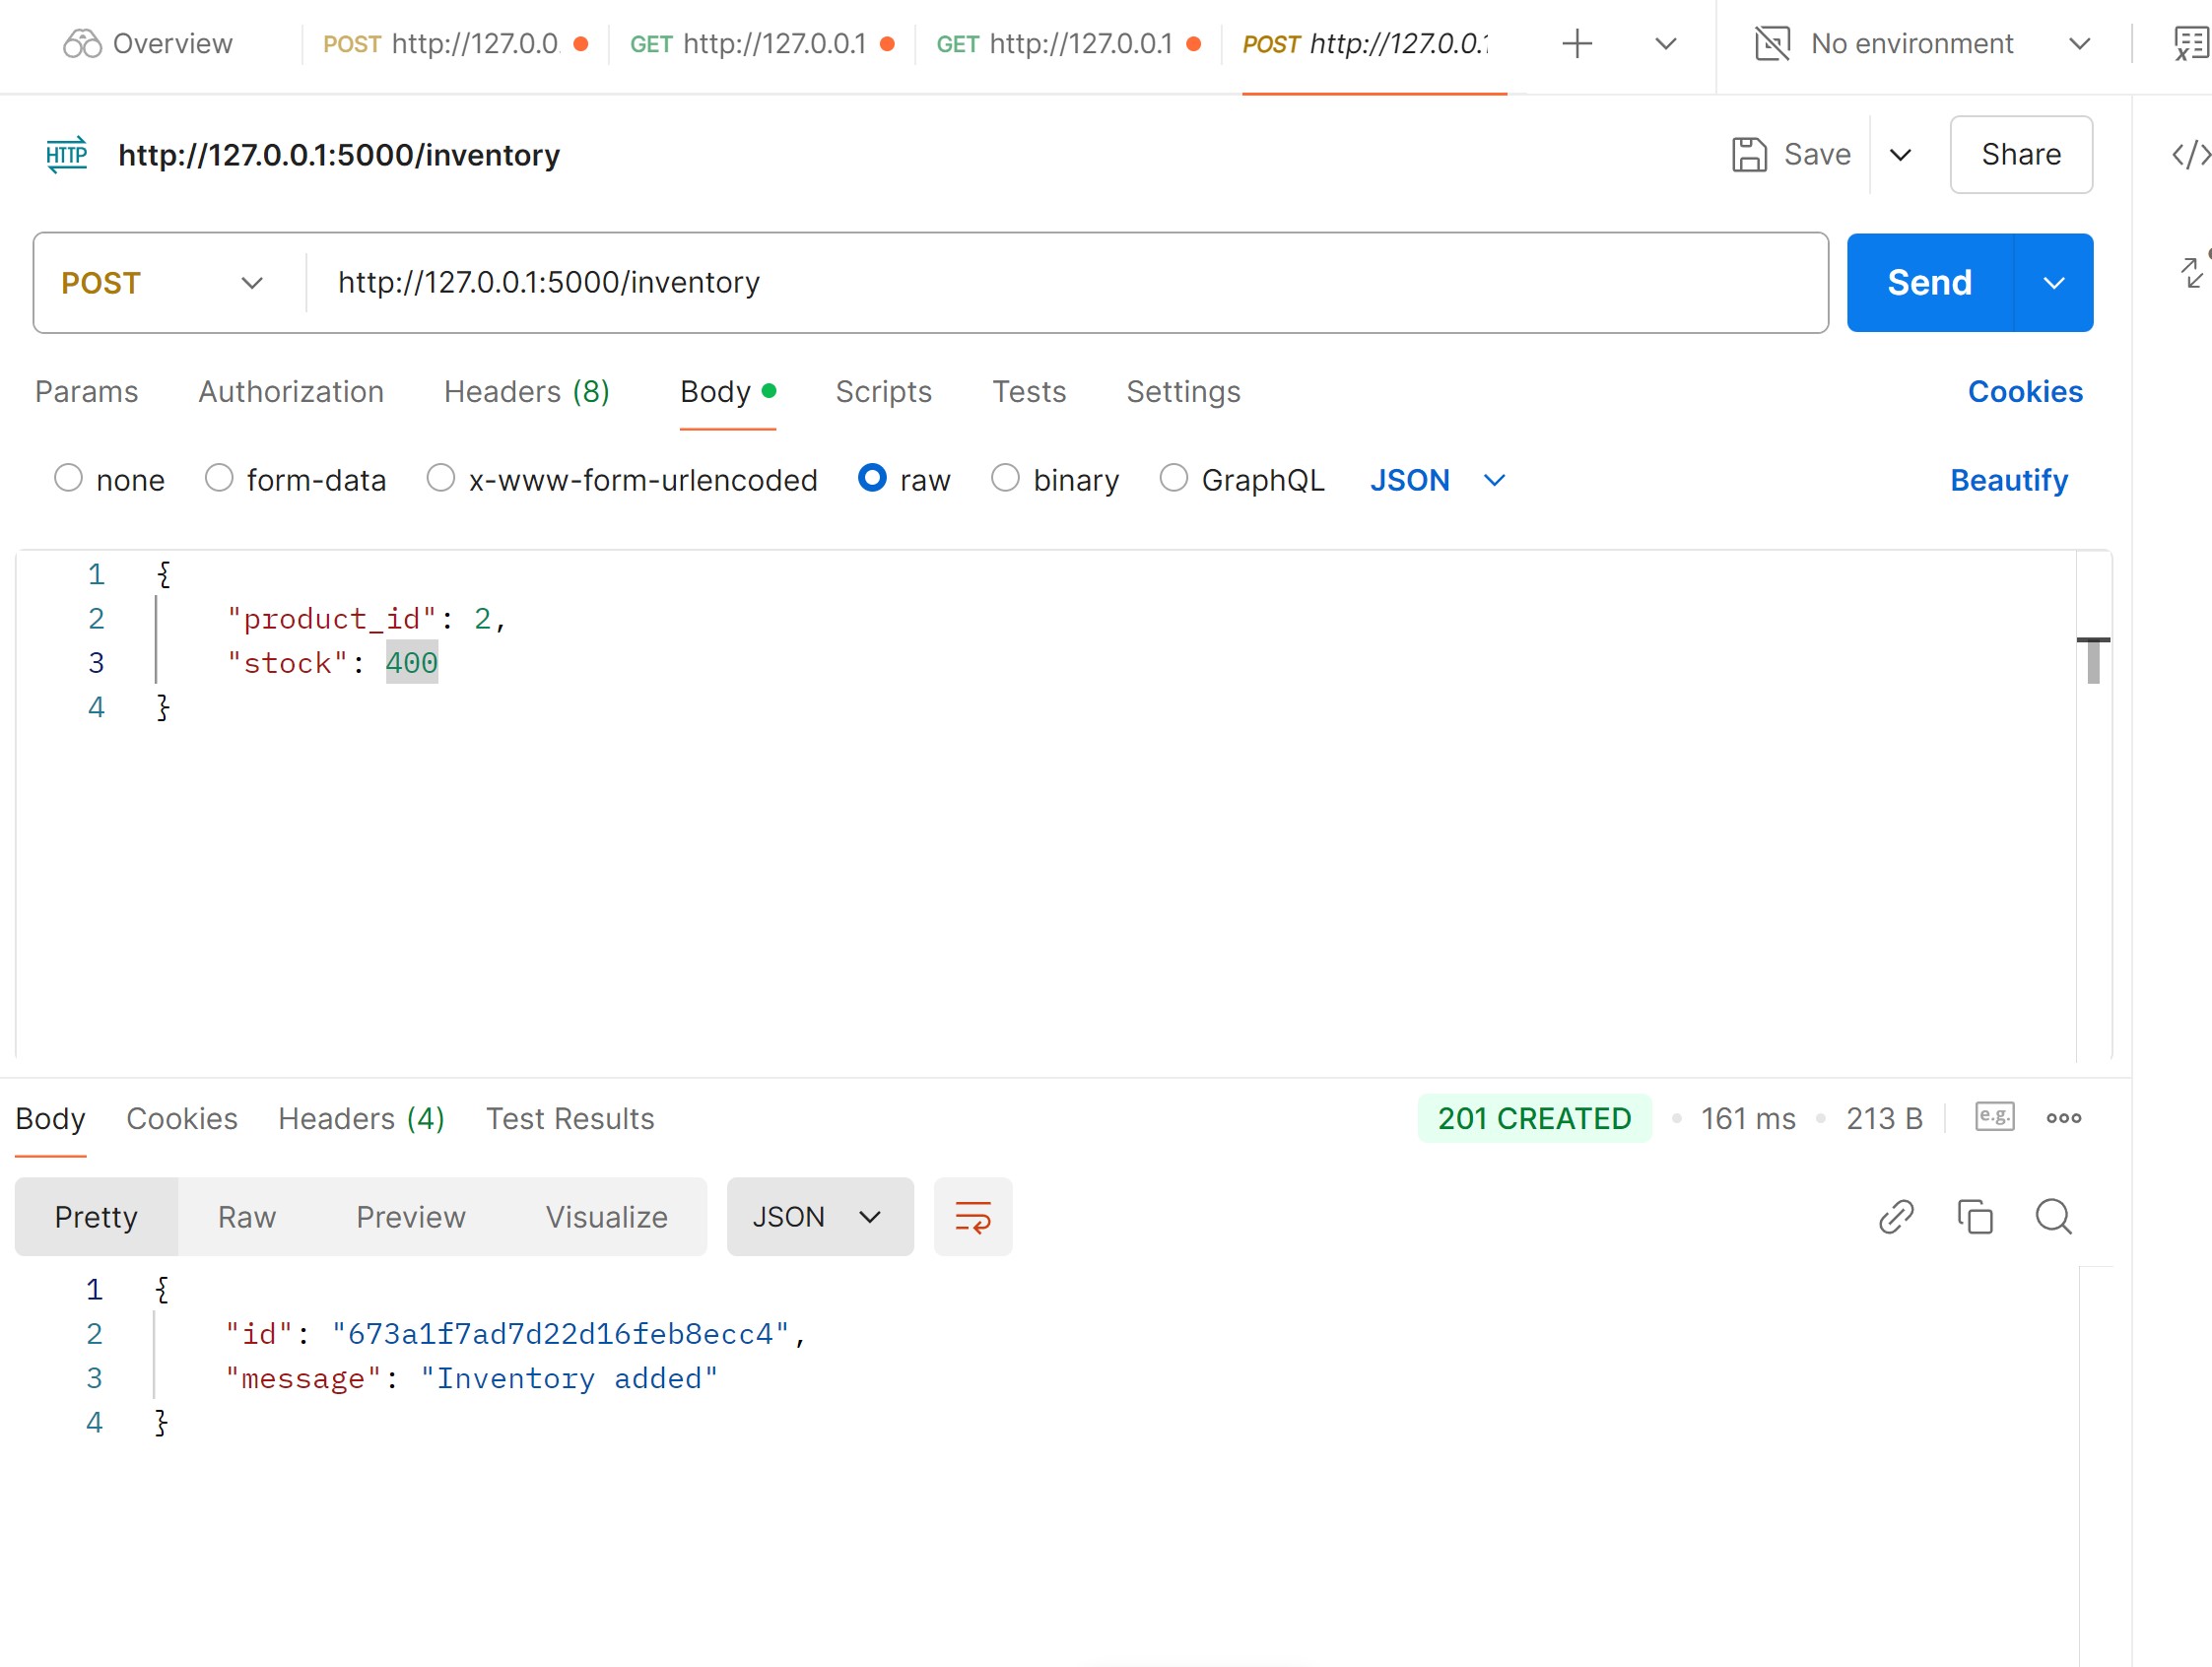 Overview POST http://127.0.0. GET http://127.0.0.1 GET http://127.0.0.1 POST http://127.0.0.1 No environment
HTTP http://127.0.0.1:5000/inventory Save Share
POST http://127.0.0.1:5000/inventory Send
Params Authorization Headers (8) Body Scripts Tests Settings Cookies
none form-data x-www-form-urlencoded raw binary GraphQL JSON Beautify
1 {
2 "product_id": 2,
3 "stock": 400
4 }
Body Cookies Headers (4) Test Results 201 CREATED 161 ms 213 B e.g.
Pretty Raw Preview Visualize JSON
1 {
2 "id": "673a1f7ad7d22d16feb8ecc4",
3 "message": "Inventory added"
4 }